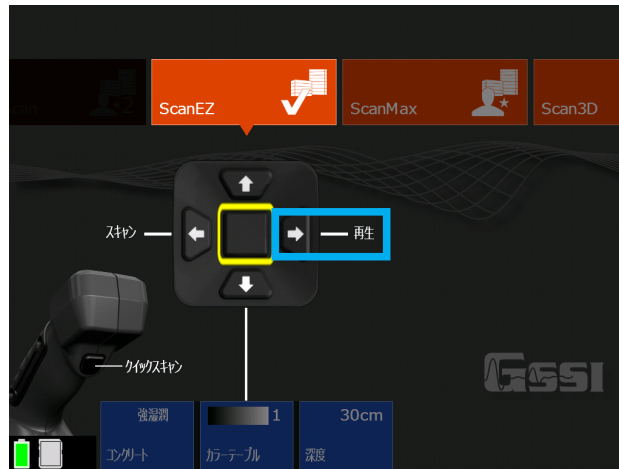 ScanEZ
ScanMax
Scan3D
ｽｷｬﾝ
再生
ｸｲｯｸｽｷｬﾝ
GSSI
強湿潤
1
30cm
ｺﾝｸﾘｰﾄ
ｶﾗｰﾃｰﾌﾞﾙ
深度